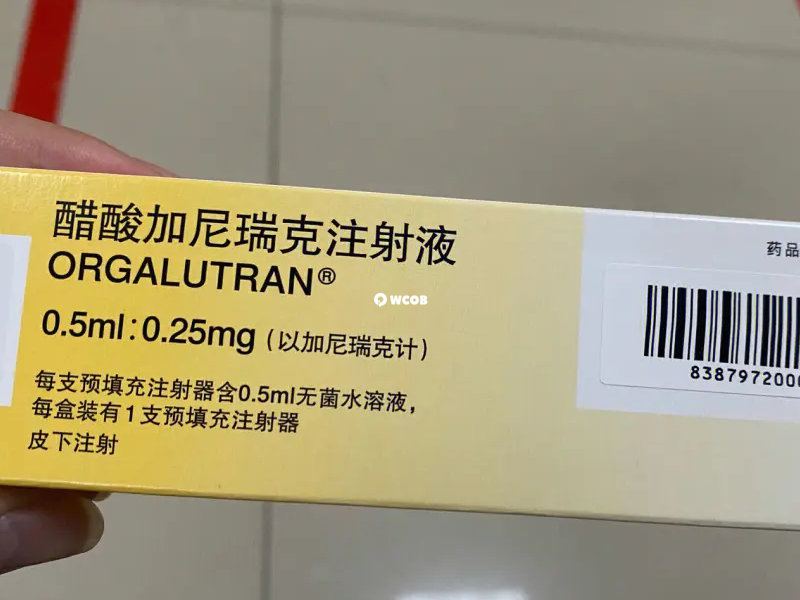 醋酸加尼瑞克注射液
ORGALUTRAN®
WCOB
0.5ml:0.25mg (以加尼瑞克计)
每支预填充注射器含0.5ml无菌水溶液，
每盒装有1支预填充注射器
皮下注射
药品
838797200